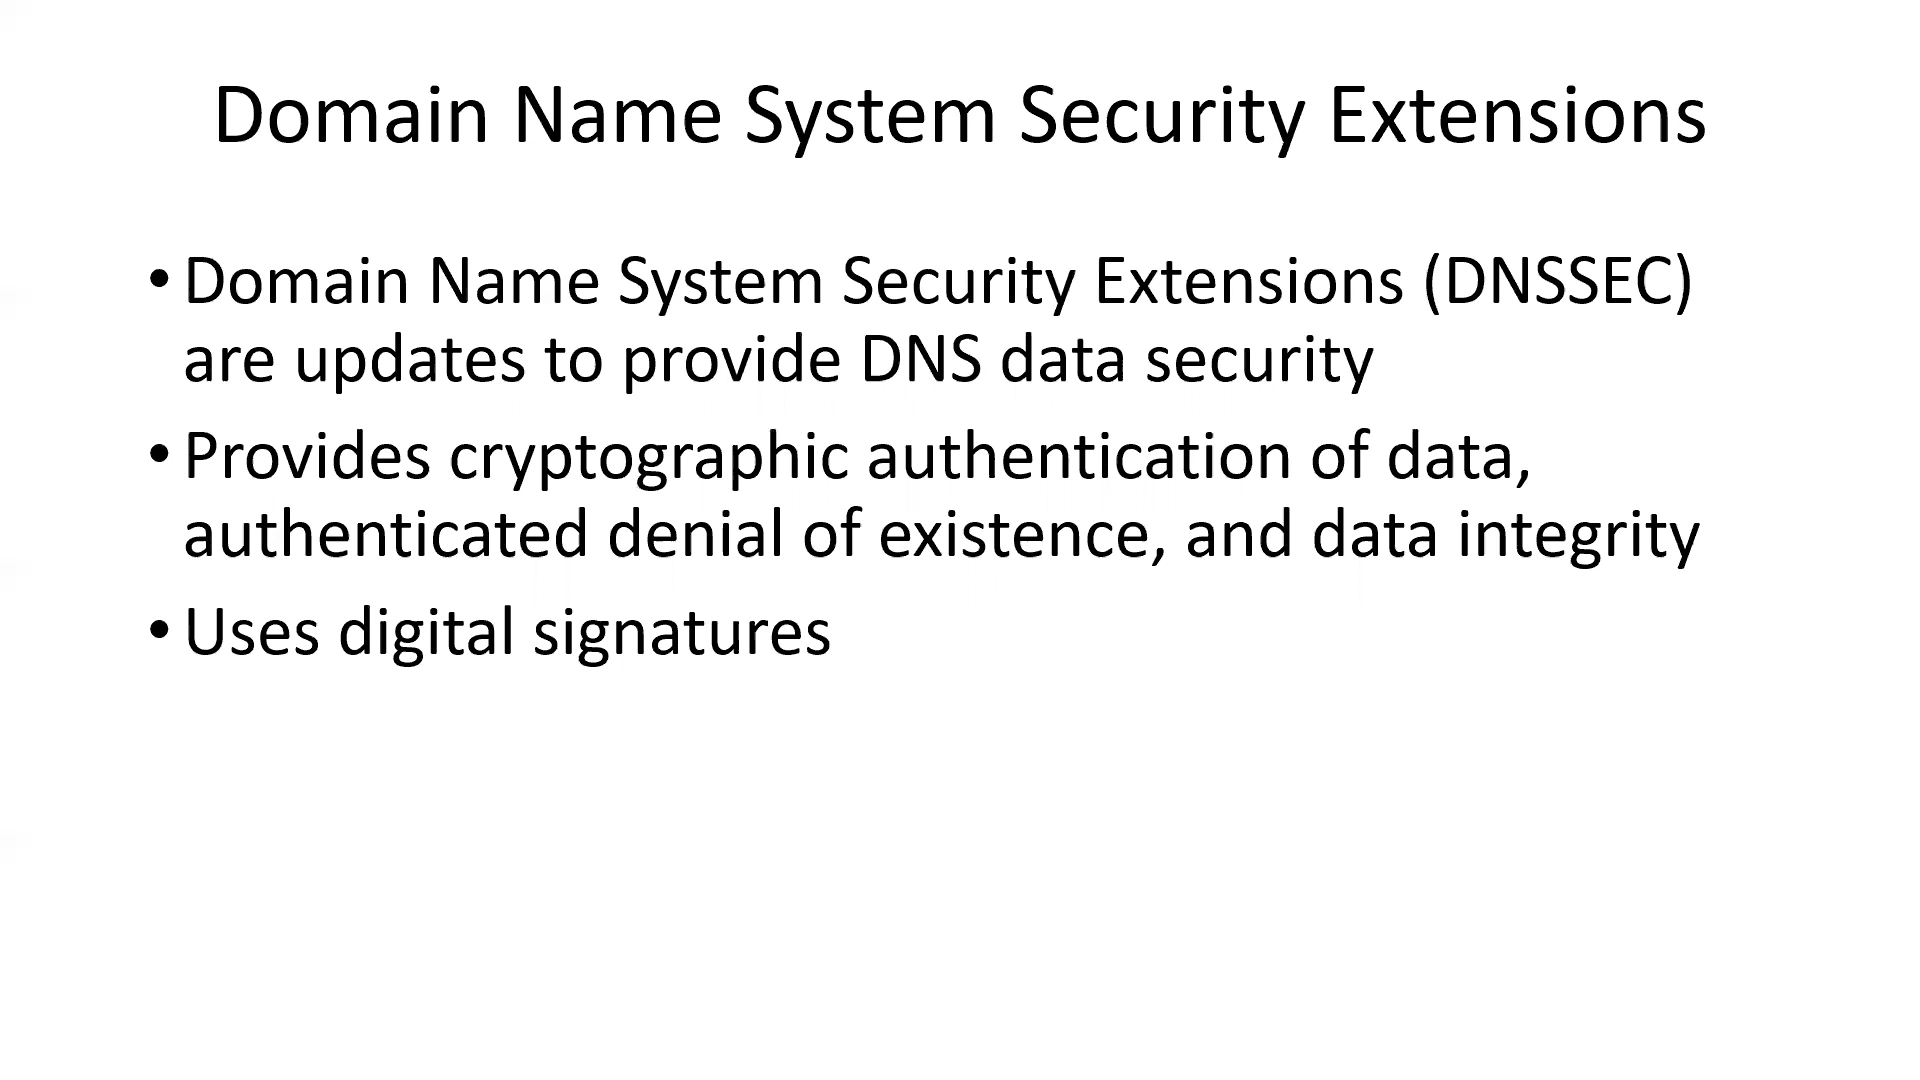 Domain Name System Security Extensions
• Domain Name System Security Extensions (DNSSEC)
are updates to provide DNS data security
• Provides cryptographic authentication of data,
authenticated denial of existence, and data integrity
• Uses digital signatures